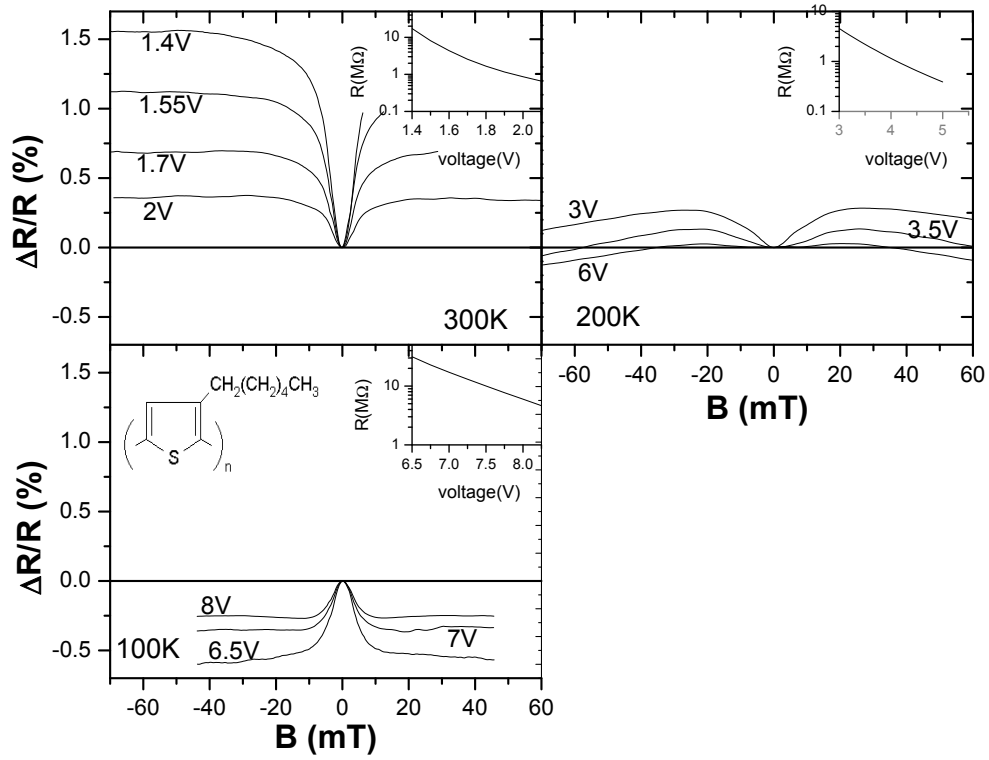 ΔR/R (%)
1.5
1.0
0.5
0.0
-0.5
1.4V
1.55V
1.7V
2V
300K
R(MΩ)
10
1
0.1
1.4 1.6 1.8 2.0
voltage(V)
3V
3.5V
6V
200K
R(MΩ)
10
1
0.1
3 4 5
voltage(V)
-60 -40 -20 0 20 40 60
B (mT)
ΔR/R (%)
1.5
1.0
0.5
0.0
-0.5
CH2(CH2)4CH3
S
( )n
R(MΩ)
10
1
6.5 7.0 7.5 8.0
voltage(V)
8V
7V
6.5V
100K
-60 -40 -20 0 20 40 60
B (mT)